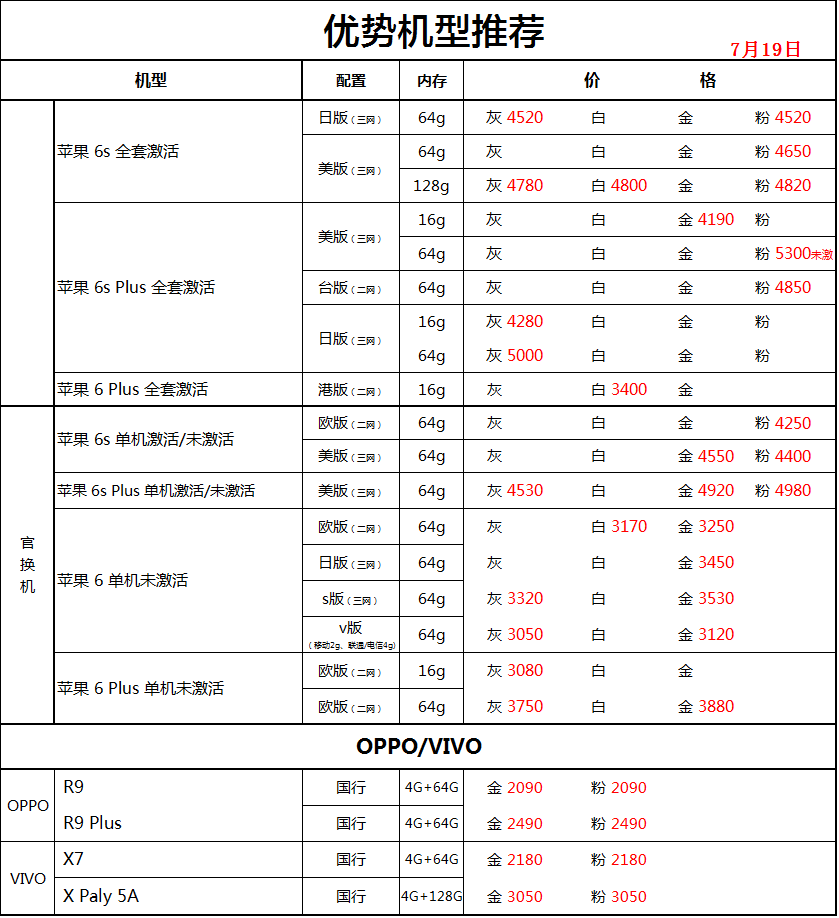 优势机型推荐
7月19日
机型 配置 内存 价 格
苹果 6s 全套激活
日版（三网） 64g 灰 4520 白 金 粉 4520
美版（三网） 64g 灰 白 金 粉 4650
128g 灰 4780 白 4800 金 粉 4820
苹果 6s Plus 全套激活
美版（三网） 16g 灰 白 金 4190 粉
64g 灰 白 金 粉 5300未激
台版（二网） 64g 灰 白 金 粉 4850
日版（三网） 16g 灰 4280 白 金 粉
64g 灰 5000 白 金 粉
苹果 6 Plus 全套激活 港版（二网） 16g 灰 白 3400 金
官换机
苹果 6s 单机激活/未激活
欧版（二网） 64g 灰 白 金 粉 4250
美版（三网） 64g 灰 白 金 4550 粉 4400
苹果 6s Plus 单机激活/未激活 美版（三网） 64g 灰 4530 白 金 4920 粉 4980
苹果 6 单机未激活
欧版（二网） 64g 灰 白 3170 金 3250
日版（三网） 64g 灰 白 金 3450
s版（三网） 64g 灰 3320 白 金 3530
v版
（移动2g、联通/电信4g） 64g 灰 3050 白 金 3120
苹果 6 Plus 单机未激活
欧版（二网） 16g 灰 3080 白 金
欧版（二网） 64g 灰 3750 白 金 3880
OPPO/VIVO
OPPO
R9 国行 4G+64G 金 2090 粉 2090
R9 Plus 国行 4G+64G 金 2490 粉 2490
VIVO
X7 国行 4G+64G 金 2180 粉 2180
X Paly 5A 国行 4G+128G 金 3050 粉 3050